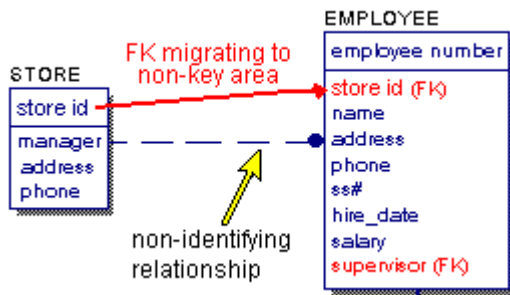 EMPLOYEE
employee number
store id (FK)
name
address
phone
ss#
hire_date
salary
supervisor (FK)
FK migrating to
non-key area
STORE
store id
manager
address
phone
non-identifying
relationship